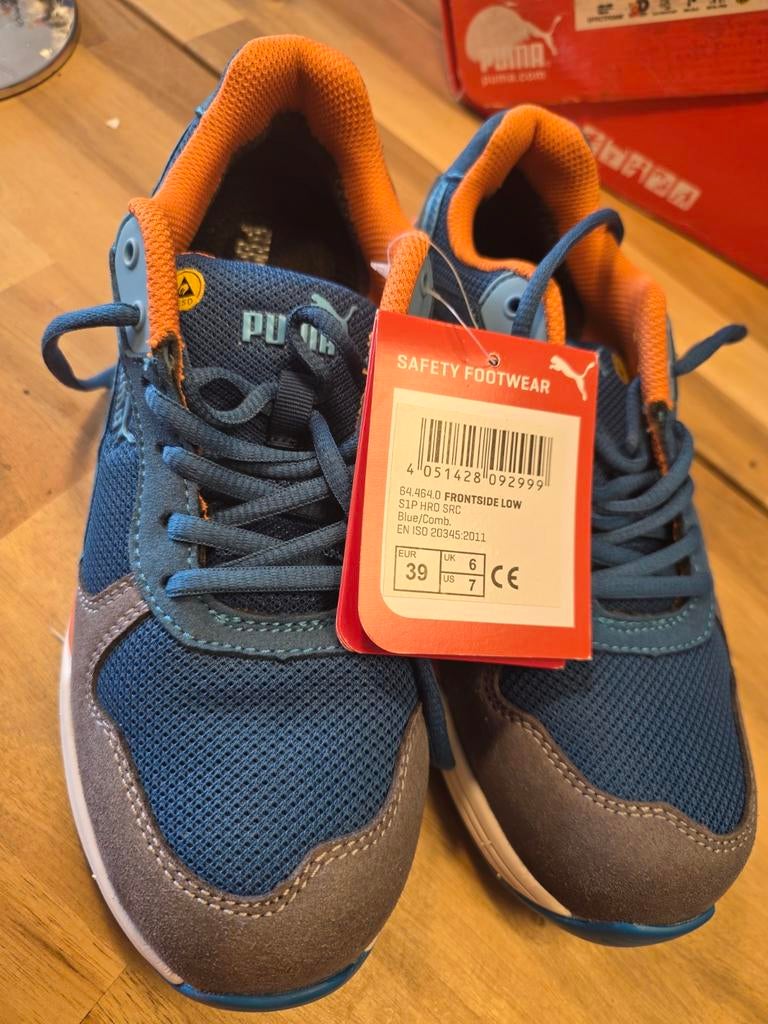 PUMA
puma.com
ESD
PUMA
SAFETY FOOTWEAR
4 051428 092999
64.464.0 FRONTSIDE LOW
S1P HRO SRC
Blue/Comb.
EN ISO 20345:2011
EUR 39 UK 6
US 7 CE